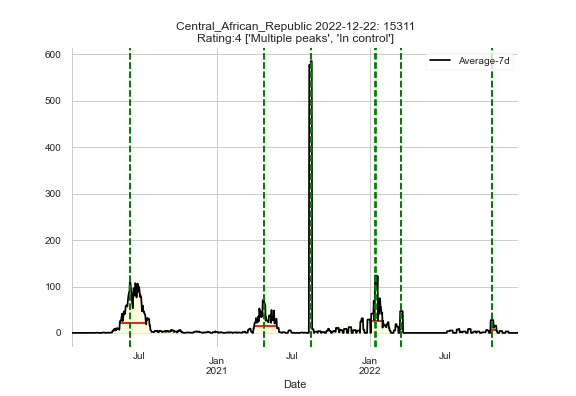 Central_African_Republic 2022-12-22: 15311
Rating:4 ['Multiple peaks', 'In control']
Average-7d
600
500
400
300
200
100
0
Jul
Jan
2021
Jul
Jan
2022
Jul
Date